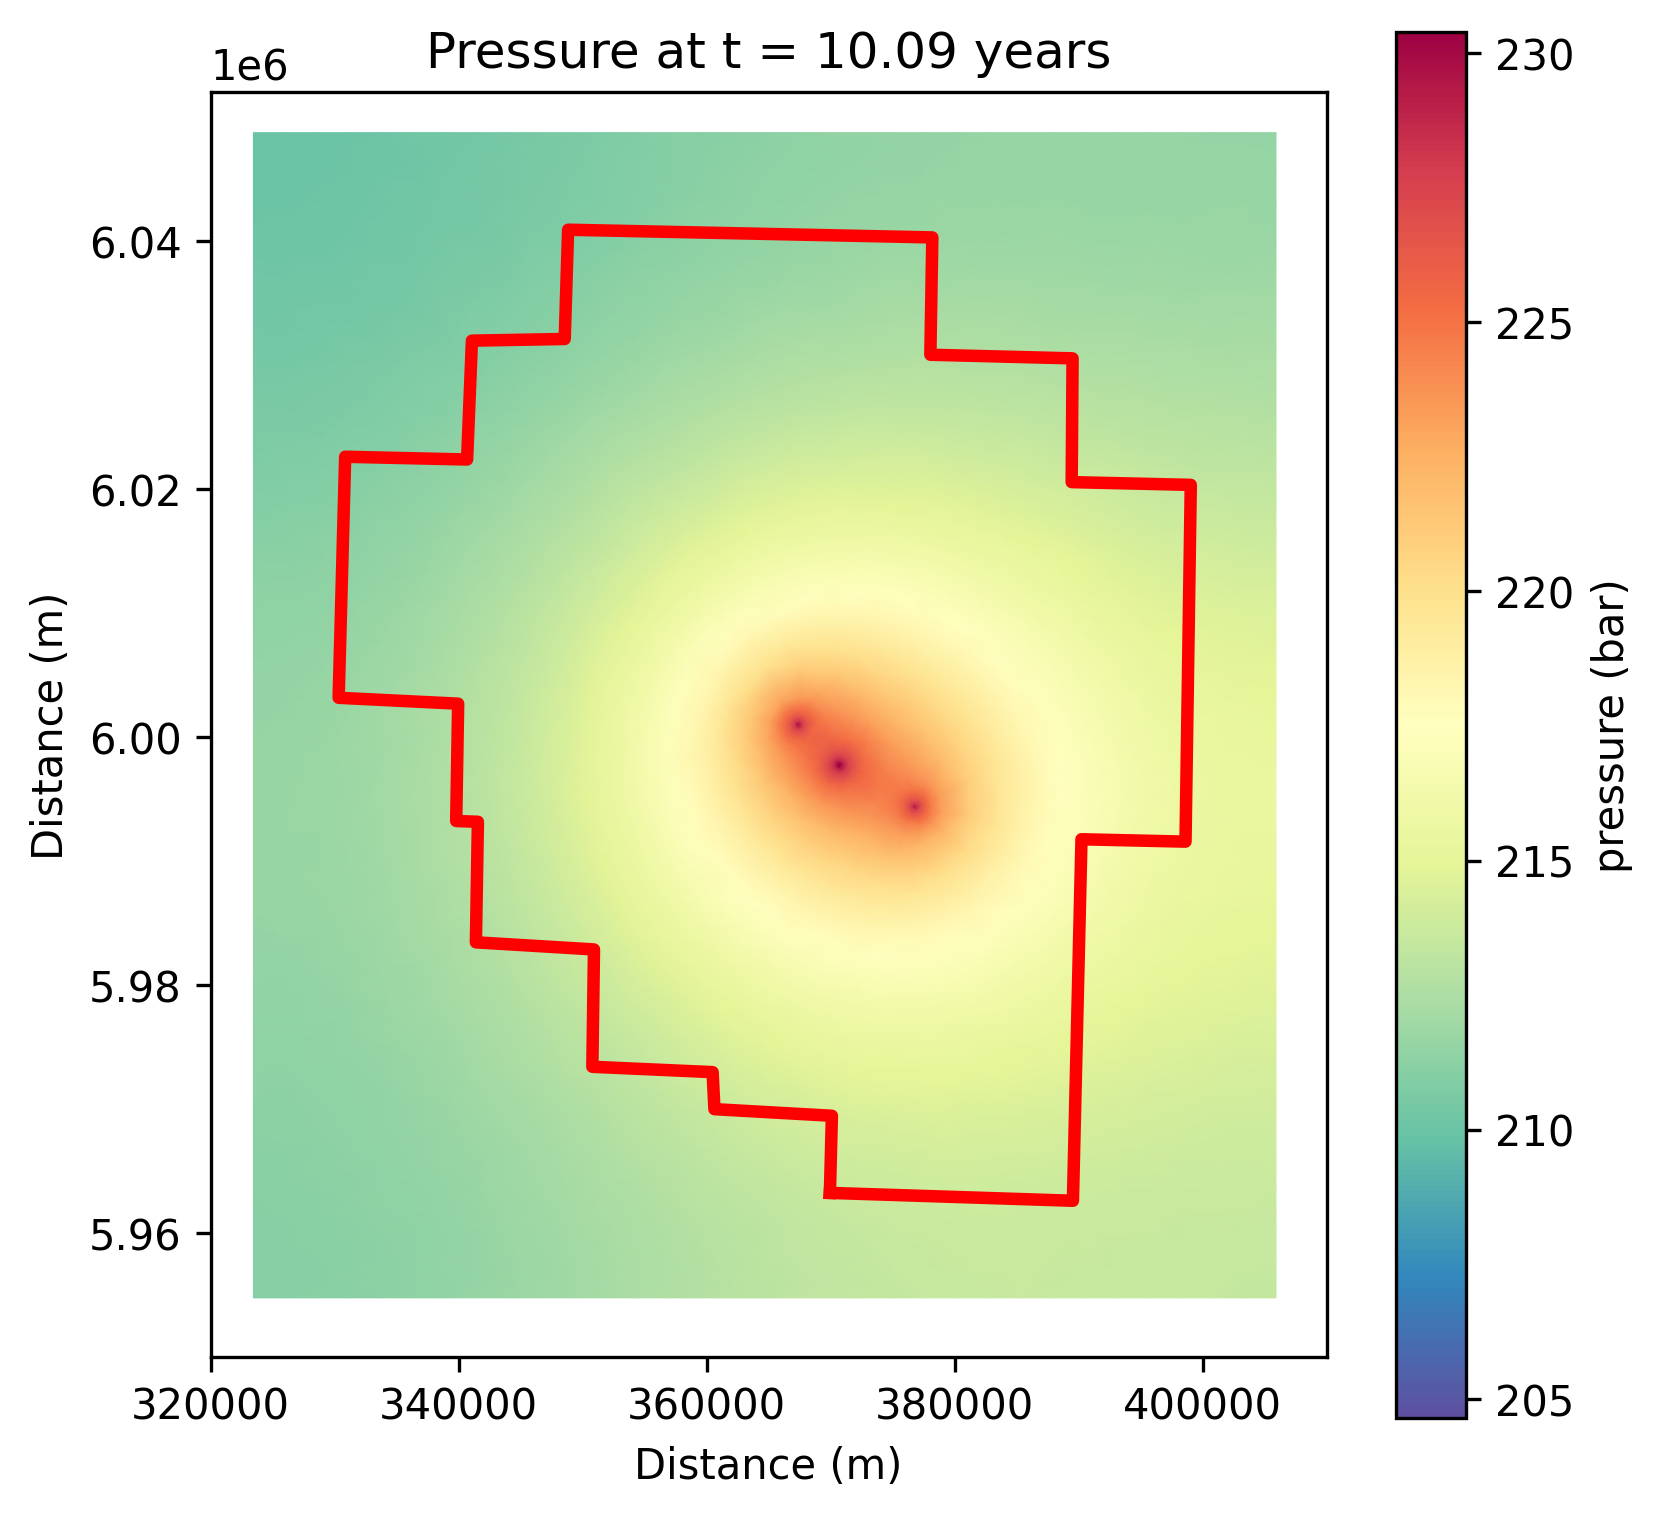 Pressure at t = 10.09 years
1e6
6.04
6.02
6.00
5.98
5.96
Distance (m)
320000 340000 360000 380000 400000
Distance (m)
230
225
220
215
210
205
pressure (bar)